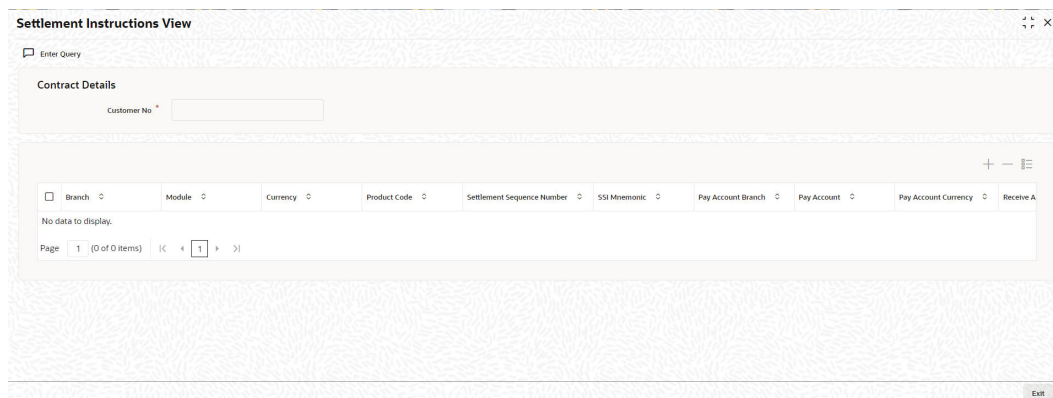 Settlement Instructions View
Enter Query
Contract Details
Customer No *
Branch Module Currency Product Code Settlement Sequence Number SSI Mnemonic Pay Account Branch Pay Account Pay Account Currency Receive A
No data to display.
Page 1 (0 of 0 items) 1
Exit